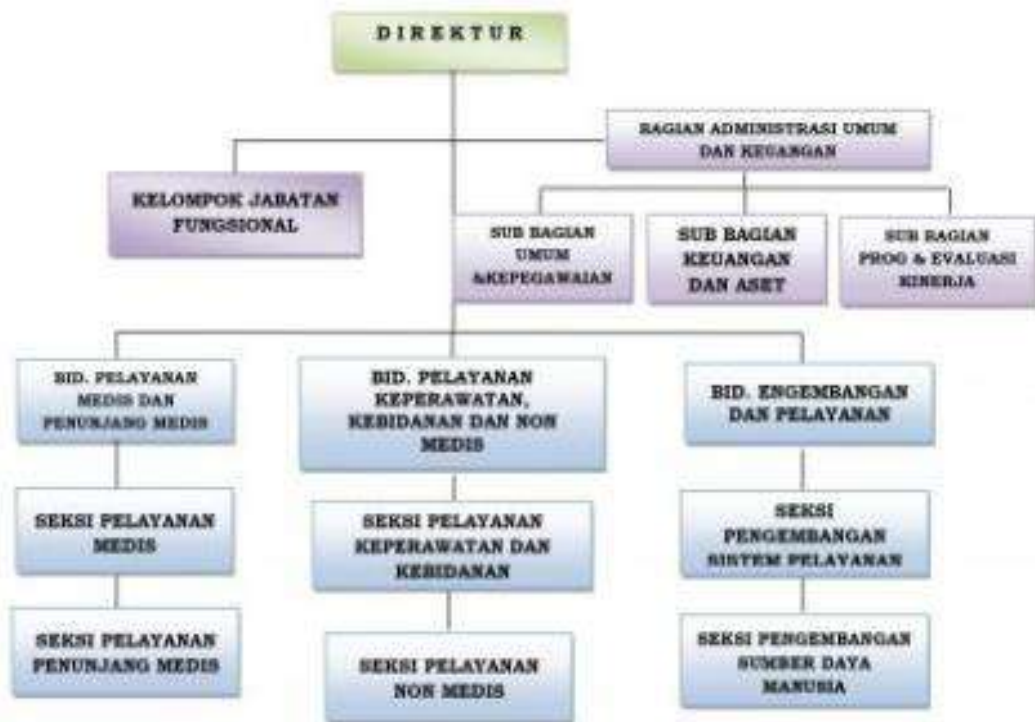 DIREKTUR
BAGIAN ADMINISTRASI UMUM
DAN KEUANGAN
KELOMPOK JABATAN
FUNGSIONAL
SUB BAGIAN
UMUM
&KEPEGAWAIAN
SUB BAGIAN
KEUANGAN
DAN ASET
SUB BAGIAN
PROG & EVALUASI
KINERJA
BID. PELAYANAN
MEDIS DAN
PENUNJANG MEDIS
BID. PELAYANAN
KEPERAWATAN,
KEBIDANAN DAN NON
MEDIS
BID. ENGEMBANGAN
DAN PELAYANAN
SEKSI PELAYANAN
MEDIS
SEKSI PELAYANAN
KEPERAWATAN DAN
KEBIDANAN
SEKSI
PENGEMBANGAN
SISTEM PELAYANAN
SEKSI PELAYANAN
PENUNJANG MEDIS
SEKSI PELAYANAN
NON MEDIS
SEKSI PENGEMBANGAN
SUMBER DAYA
MANUSIA